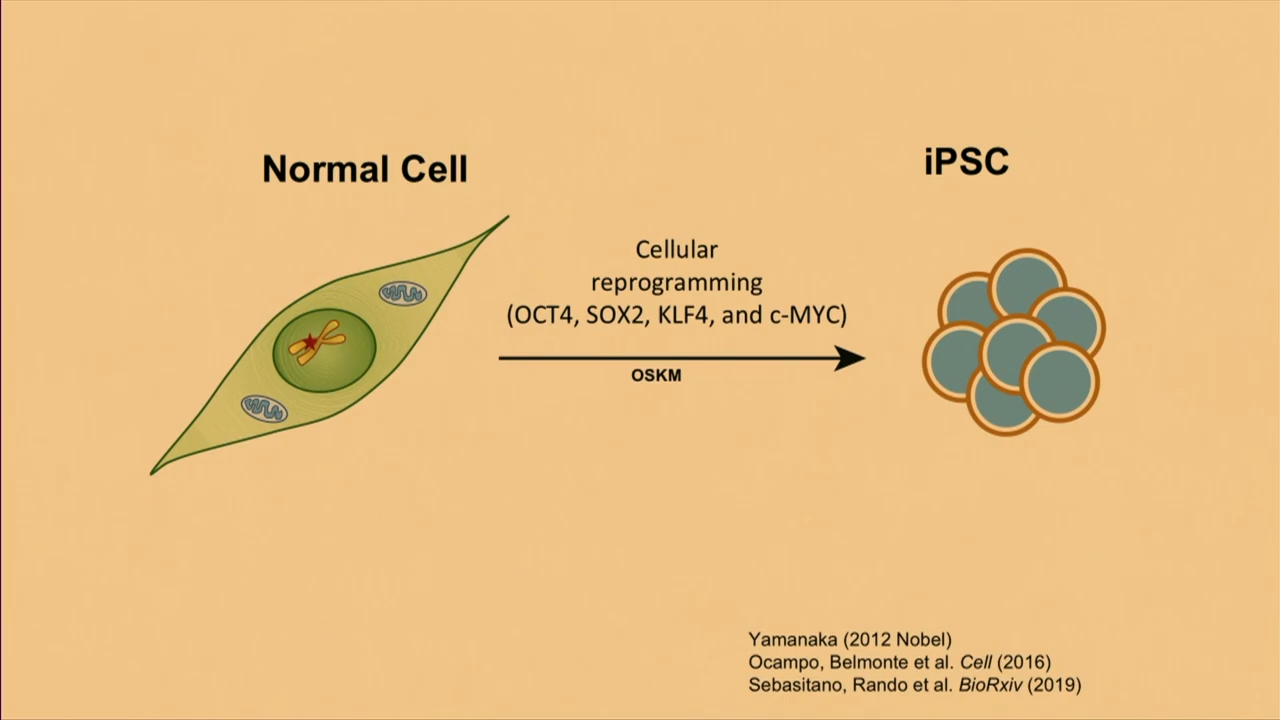 Normal Cell
iPSC
Cellular
reprogramming
(OCT4, SOX2, KLF4, and c-MYC)
OSKM
Yamanaka (2012 Nobel)
Ocampo, Belmonte et al. Cell (2016)
Sebasitano, Rando et al. BioRxiv (2019)